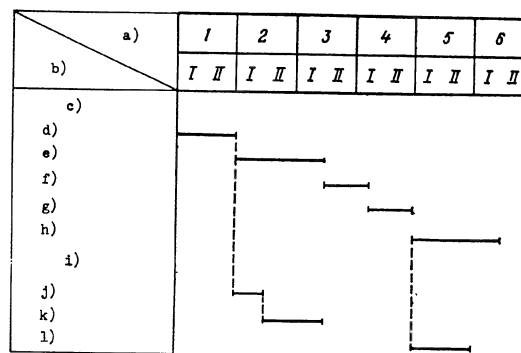 a) 1 2 3 4 5 6
b) I II I II I II I II I II I II
c)
d)
e)
f)
g)
h)
i)
j)
k)
l)